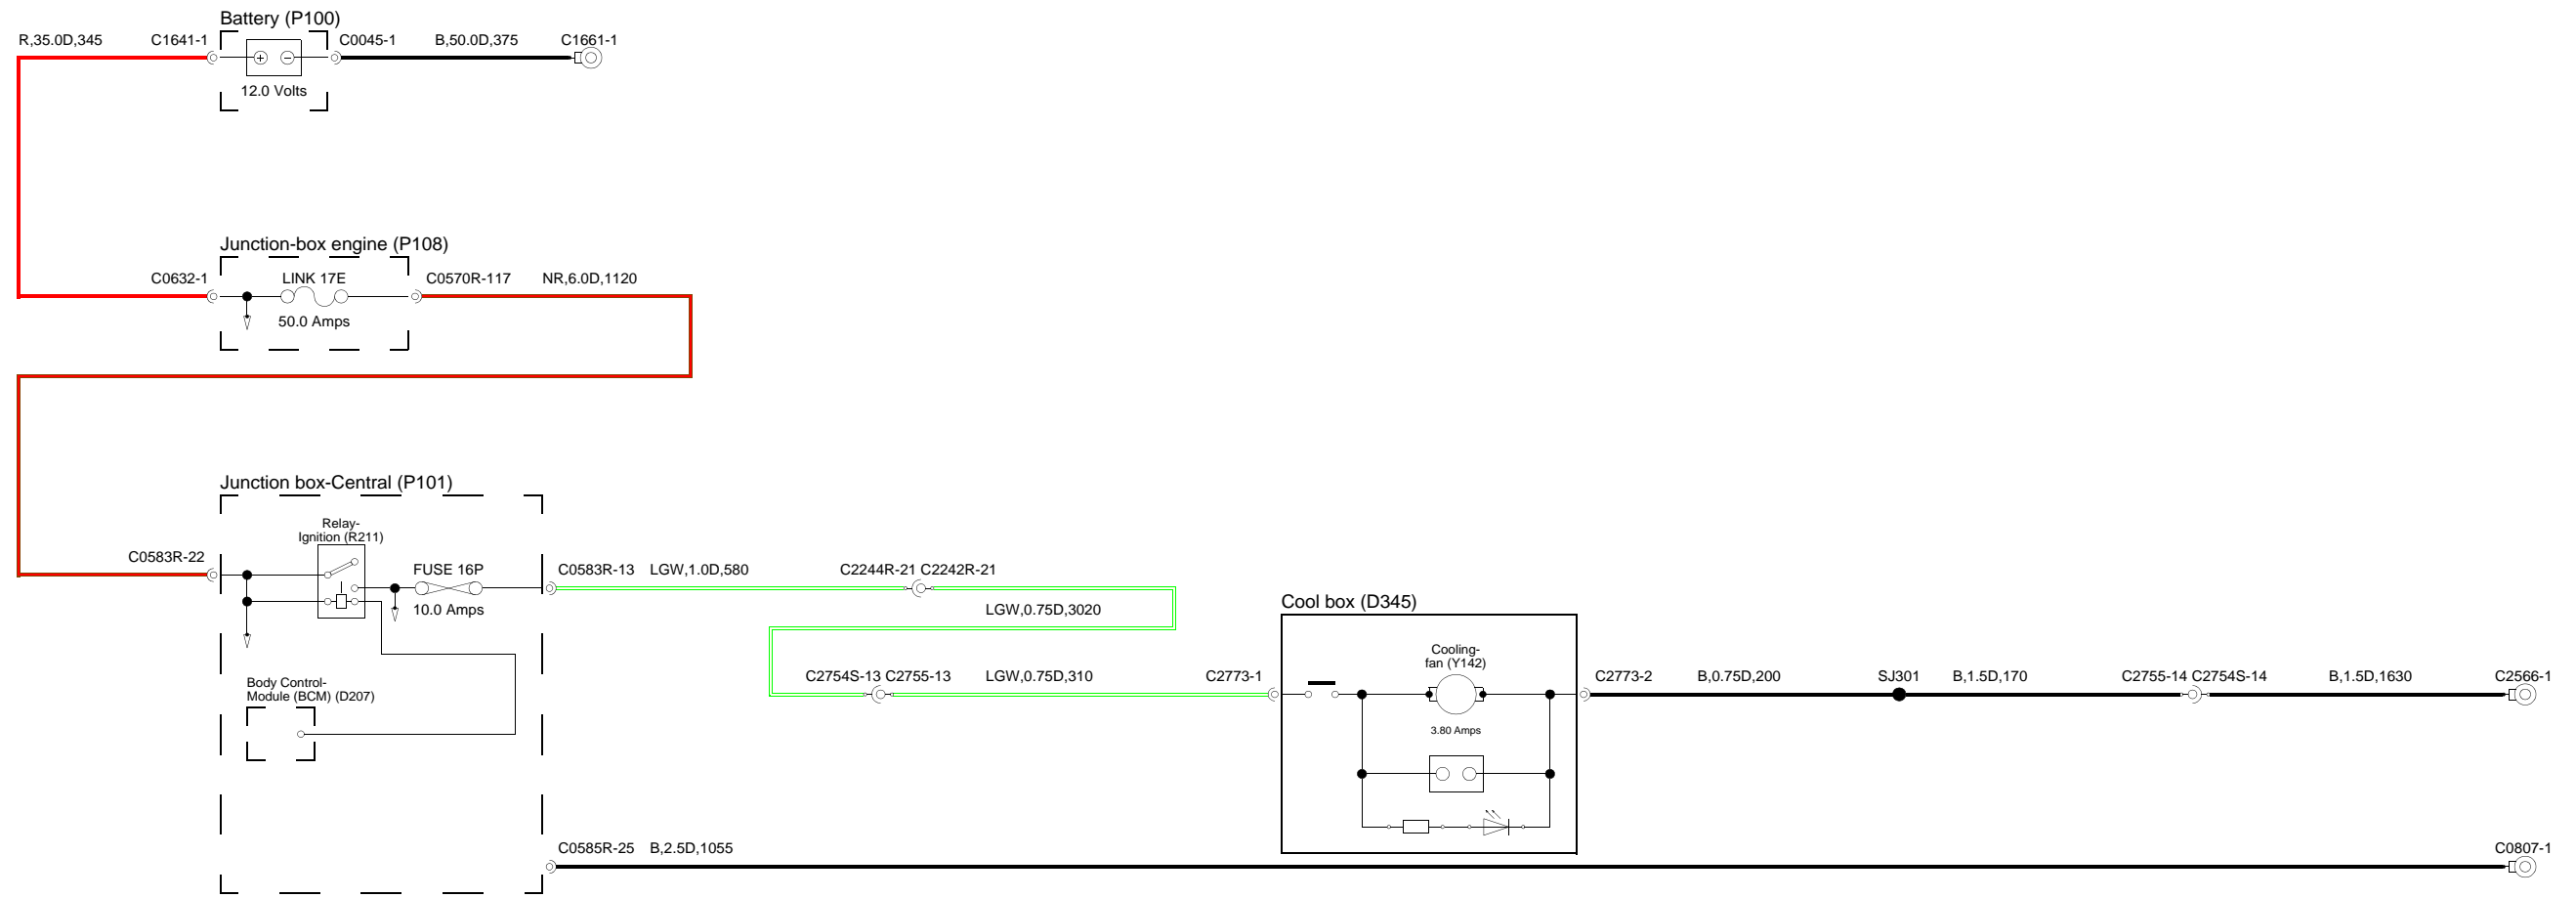 Battery (P100)
R,35.0D,345
C1641-1
C0045-1
B,50.0D,375
C1661-1
12.0 Volts
Junction-box engine (P108)
C0632-1
LINK 17E
C0570R-117
NR,6.0D,1120
50.0 Amps
Junction box-Central (P101)
Relay-
Ignition (R211)
C0583R-22
FUSE 16P
10.0 Amps
C0583R-13
LGW,1.0D,580
C2244R-21
C2242R-21
LGW,0.75D,3020
Cool box (D345)
Cooling-
fan (Y142)
3.80 Amps
C2754S-13
C2755-13
LGW,0.75D,310
C2773-1
C2773-2
B,0.75D,200
SJ301
B,1.5D,170
C2755-14
C2754S-14
B,1.5D,1630
C2566-1
Body Control-
Module (BCM) (D207)
C0585R-25
B,2.5D,1055
C0807-1